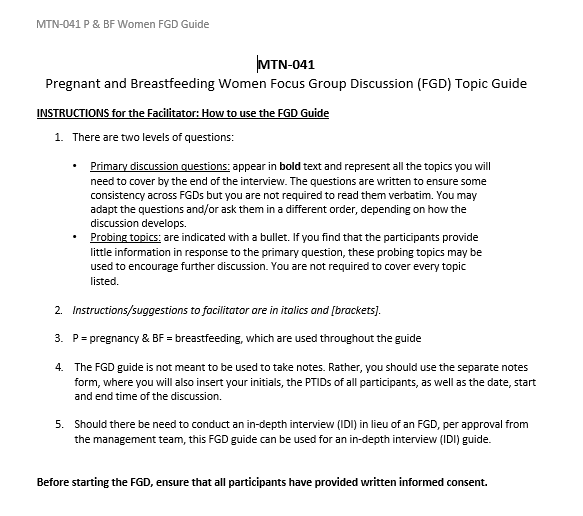 MTN-041 P & BF Women FGD Guide
MTN-041
Pregnant and Breastfeeding Women Focus Group Discussion (FGD) Topic Guide
INSTRUCTIONS for the Facilitator: How to use the FGD Guide
1. There are two levels of questions:
• Primary discussion questions: appear in bold text and represent all the topics you will
need to cover by the end of the interview. The questions are written to ensure some
consistency across FGDs but you are not required to read them verbatim. You may
adapt the questions and/or ask them in a different order, depending on how the
discussion develops.
• Probing topics: are indicated with a bullet. If you find that the participants provide
little information in response to the primary question, these probing topics may be
used to encourage further discussion. You are not required to cover every topic
listed.
2. Instructions/suggestions to facilitator are in italics and [brackets].
3. P = pregnancy & BF = breastfeeding, which are used throughout the guide
4. The FGD guide is not meant to be used to take notes. Rather, you should use the separate notes
form, where you will also insert your initials, the PTIDs of all participants, as well as the date, start
and end time of the discussion.
5. Should there be need to conduct an in-depth interview (IDI) in lieu of an FGD, per approval from
the management team, this FGD guide can be used for an in-depth interview (IDI) guide.
Before starting the FGD, ensure that all participants have provided written informed consent.